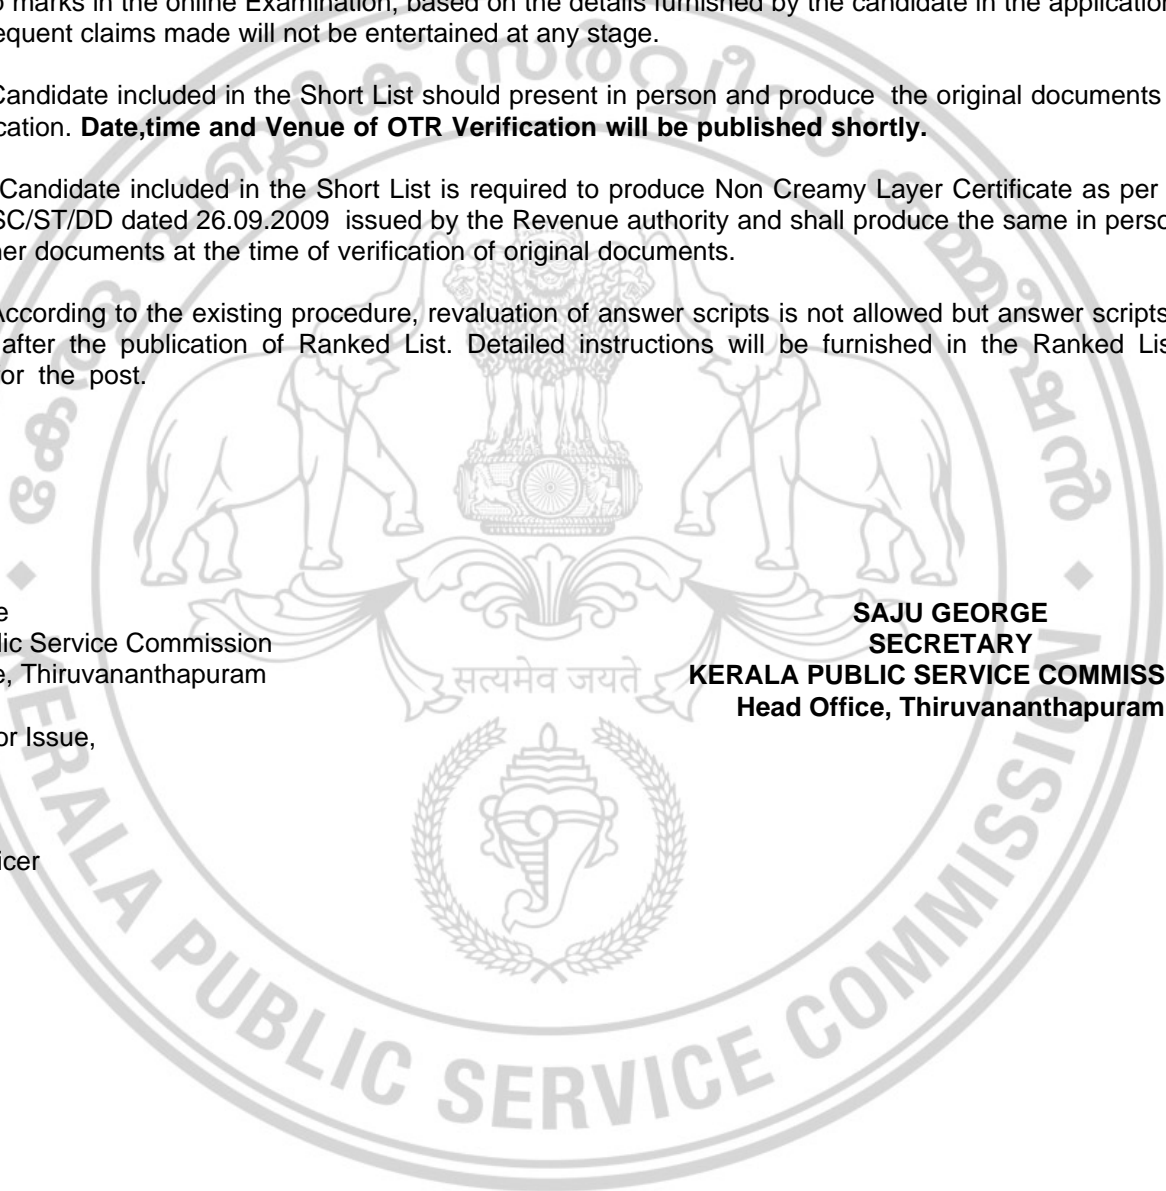 o marks in the online Examination, based on the details furnished by the candidate in the application
equent claims made will not be entertained at any stage.
Candidate included in the Short List should present in person and produce the original documents
cation. Date,time and Venue of OTR Verification will be published shortly.
Candidate included in the Short List is required to produce Non Creamy Layer Certificate as per
SC/ST/DD dated 26.09.2009 issued by the Revenue authority and shall produce the same in perso
her documents at the time of verification of original documents.
According to the existing procedure, revaluation of answer scripts is not allowed but answer scripts
after the publication of Ranked List. Detailed instructions will be furnished in the Ranked Lis
or the post.
e
lic Service Commission
e, Thiruvananthapuram
or Issue,
icer
SAJU GEORGE
SECRETARY
KERALA PUBLIC SERVICE COMMISS
Head Office, Thiruvananthapuram
കേരള പബ്ളിക് സർവ്വീസ് കമ്മീഷൻ
सत्यमेव जयते
KERALA PUBLIC SERVICE COMMISSION